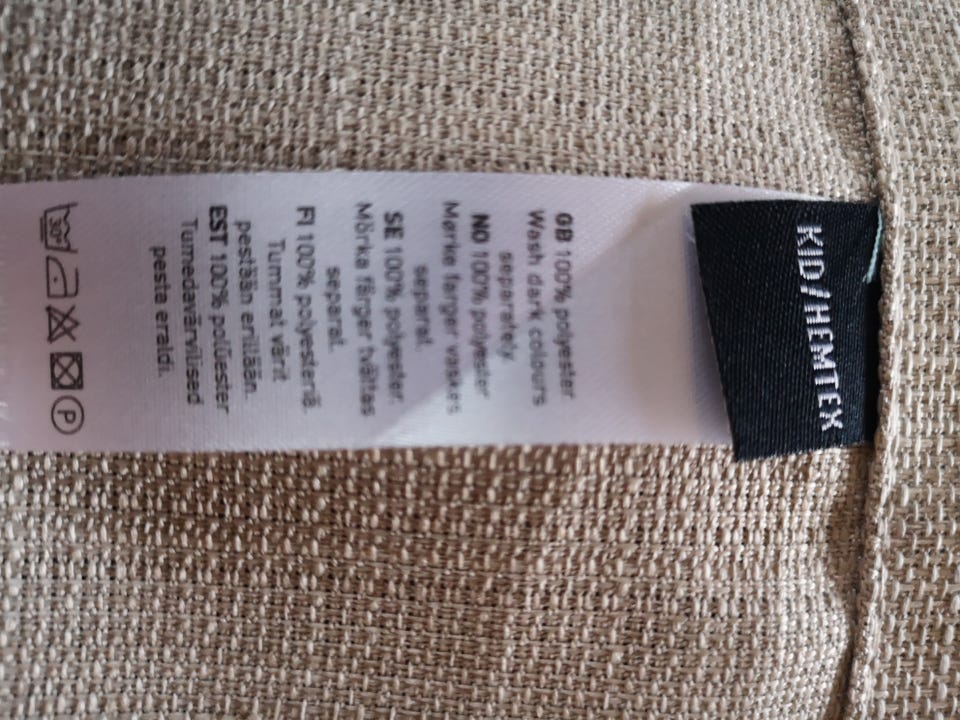 KID/HEMTEX
GB 100% polyester
Wash dark colours
separately.
NO 100% polyester
Mørke farger vaskes
separat.
SE 100% polyester.
Mörka färger tvättas
separat.
FI 100% polyesteriä.
Tummat värit
pestään erillään.
EST 100% polüester
Tumedavärvilised
pesta eraldi.
30°
P